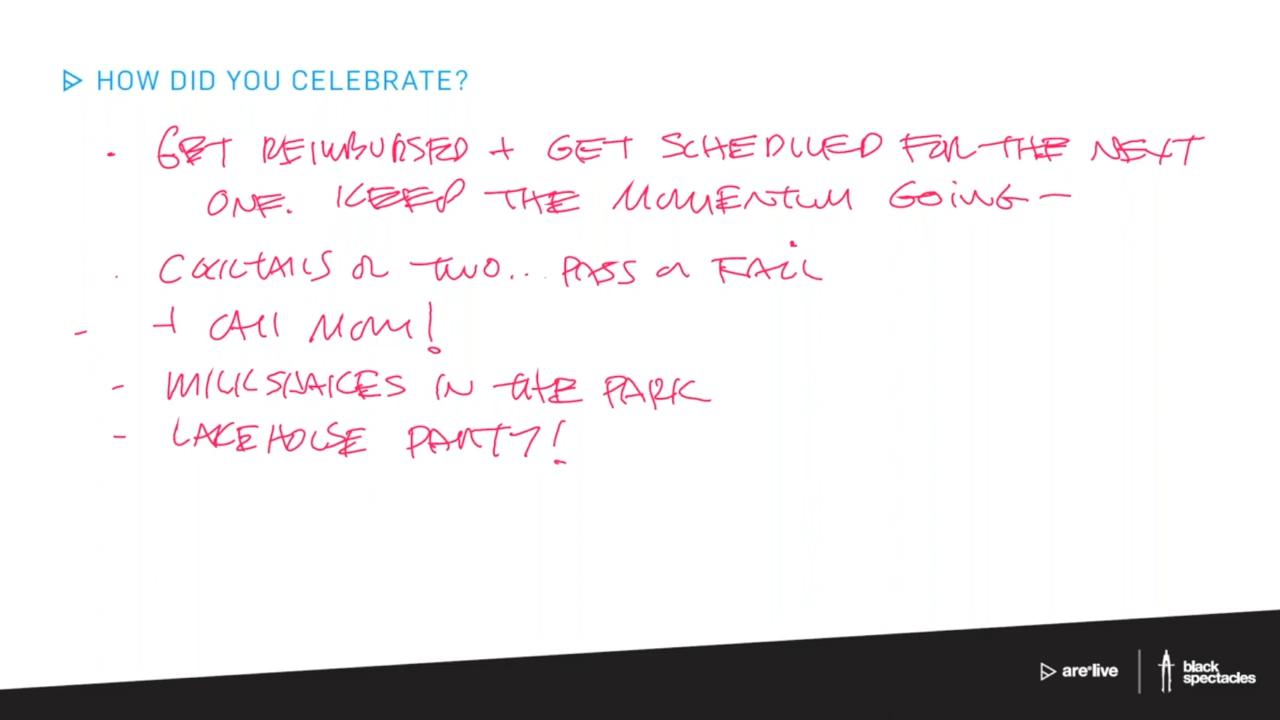 HOW DID YOU CELEBRATE?
- GET REIMBURSED + GET SCHEDULED FOR THE NEXT
ONE. KEEP THE MOMENTUM GOING -
· COCKTAILS OR TWO... PASS OR FAIL
- + CALL MOM!
- MILKSHAKES IN THE PARK
- LAKEHOUSE PARTY!
are*live
black
spectacles